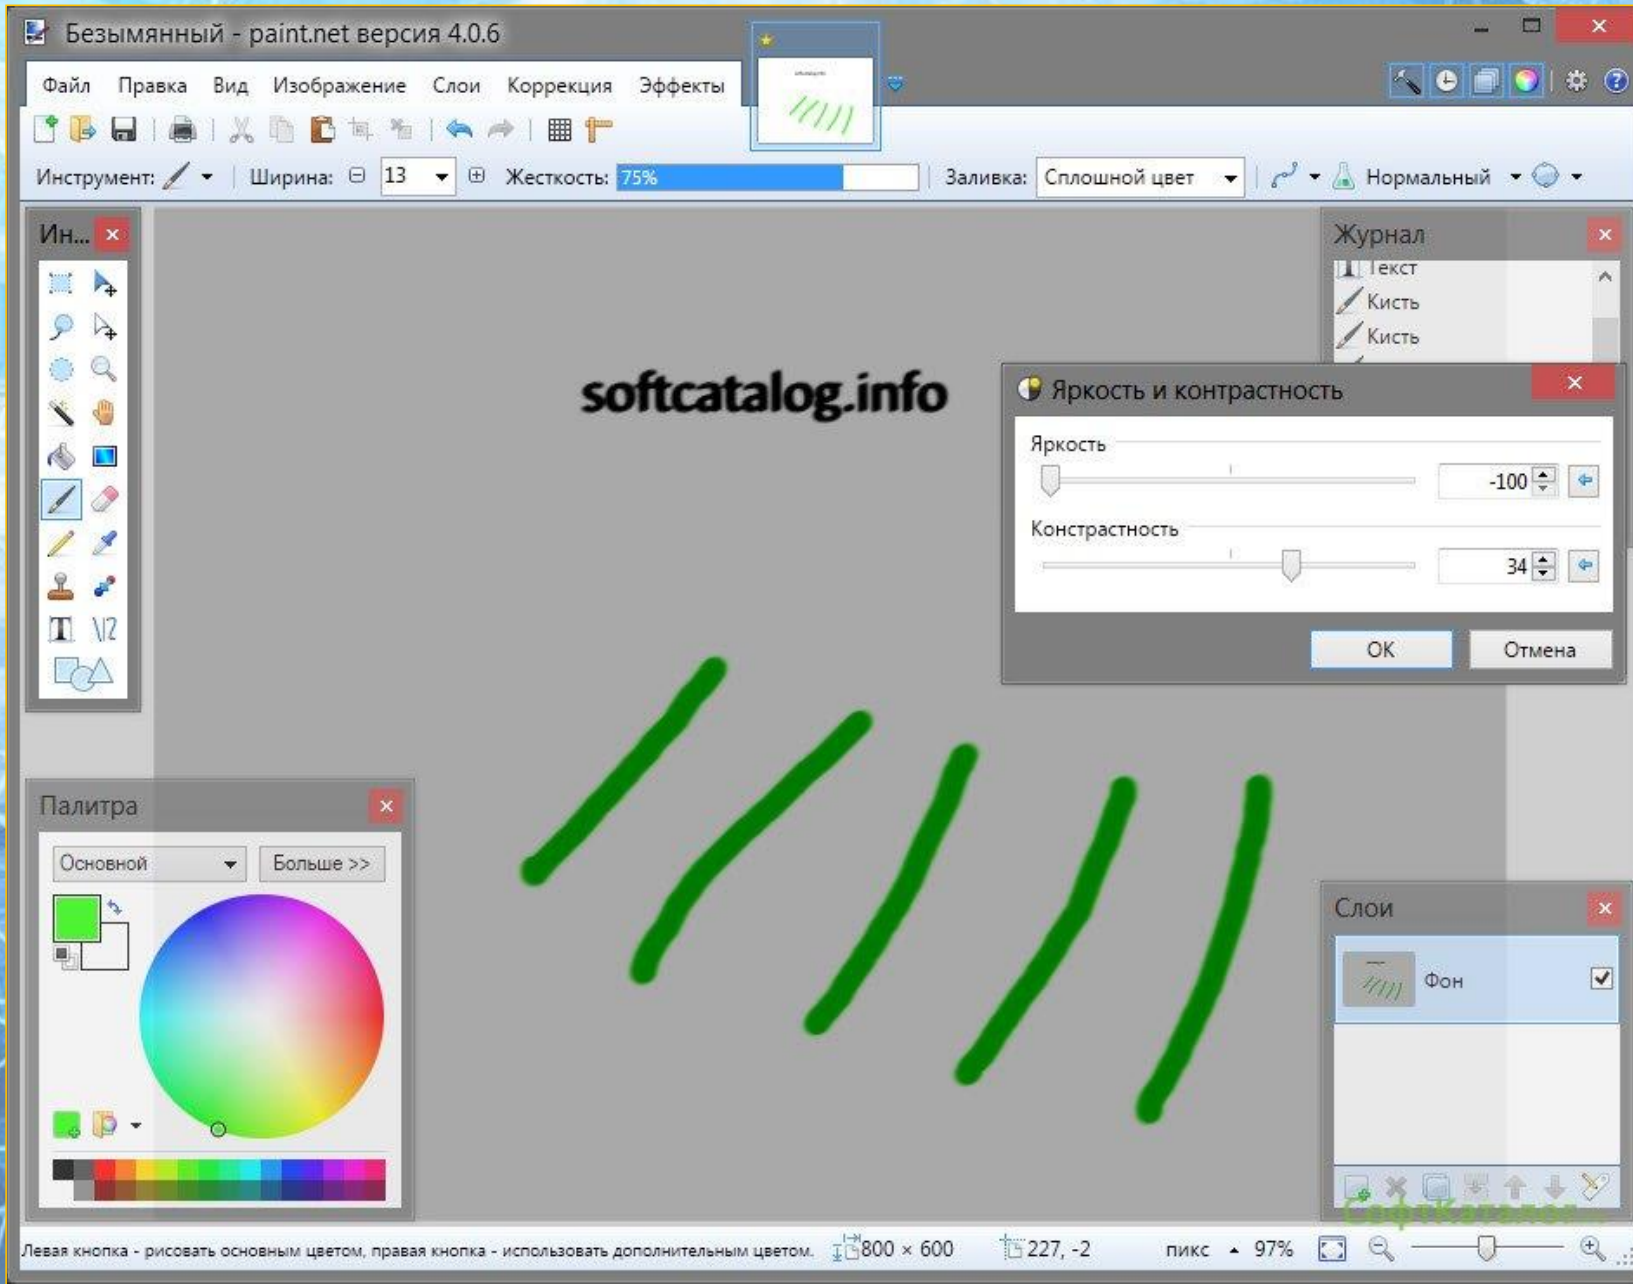 Безымянный - paint.net версия 4.0.6
Файл Правка Вид Изображение Слои Коррекция Эффекты
Инструмент: Ширина: 13 Жесткость: 75% Заливка: Сплошной цвет Нормальный
Ин...
Журнал
Текст
Кисть
Кисть
softcatalog.info
Яркость и контрастность
Яркость
-100
Констрастность
34
OK Отмена
Палитра
Основной Больше >>
Слои
Фон
СофтКаталог
Левая кнопка - рисовать основным цветом, правая кнопка - использовать дополнительным цветом. 800 × 600 227, -2 пикс 97%